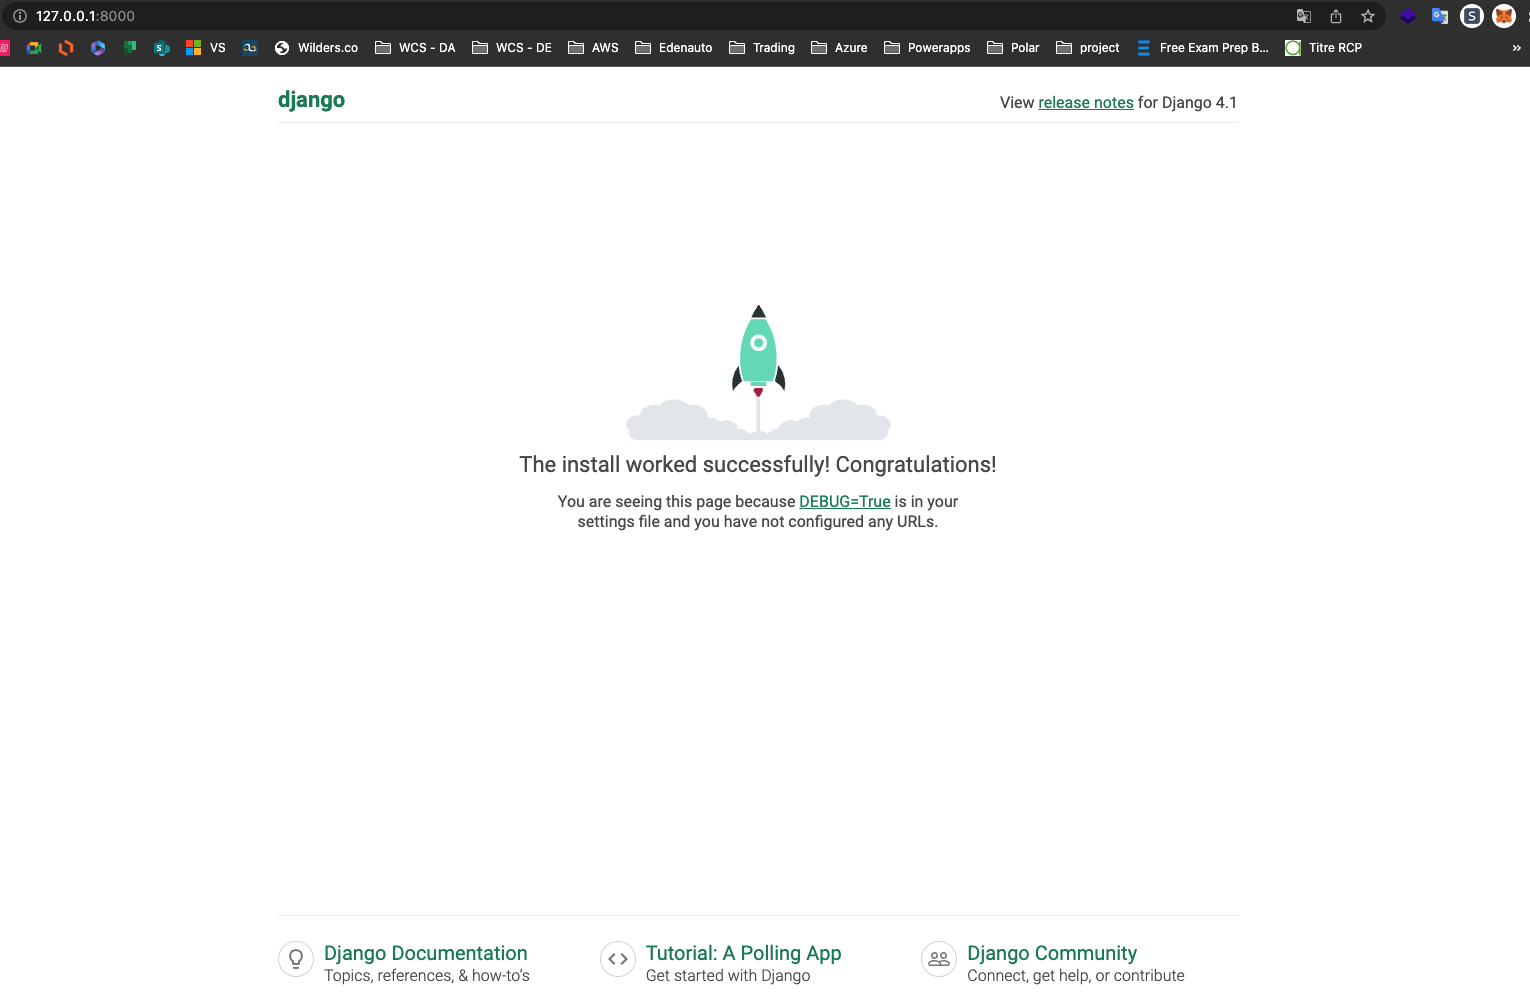 127.0.0.1:8000
VS Wilders.co WCS - DA WCS - DE AWS Edenauto Trading Azure Powerapps Polar project Free Exam Prep B... Titre RCP »
django View release notes for Django 4.1
The install worked successfully! Congratulations!
You are seeing this page because DEBUG=True is in your
settings file and you have not configured any URLs.
Django Documentation Tutorial: A Polling App Django Community
Topics, references, & how-to’s Get started with Django Connect, get help, or contribute